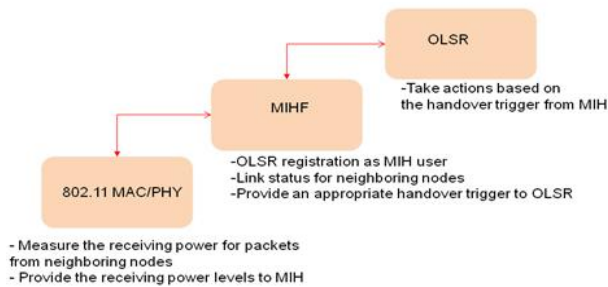 OLSR
-Take actions based on
the handover trigger from MIH
MIHF
-OLSR registration as MIH user
-Link status for neighboring nodes
-Provide an appropriate handover trigger to OLSR
802.11 MAC/PHY
- Measure the receiving power for packets
from neighboring nodes
- Provide the receiving power levels to MIH